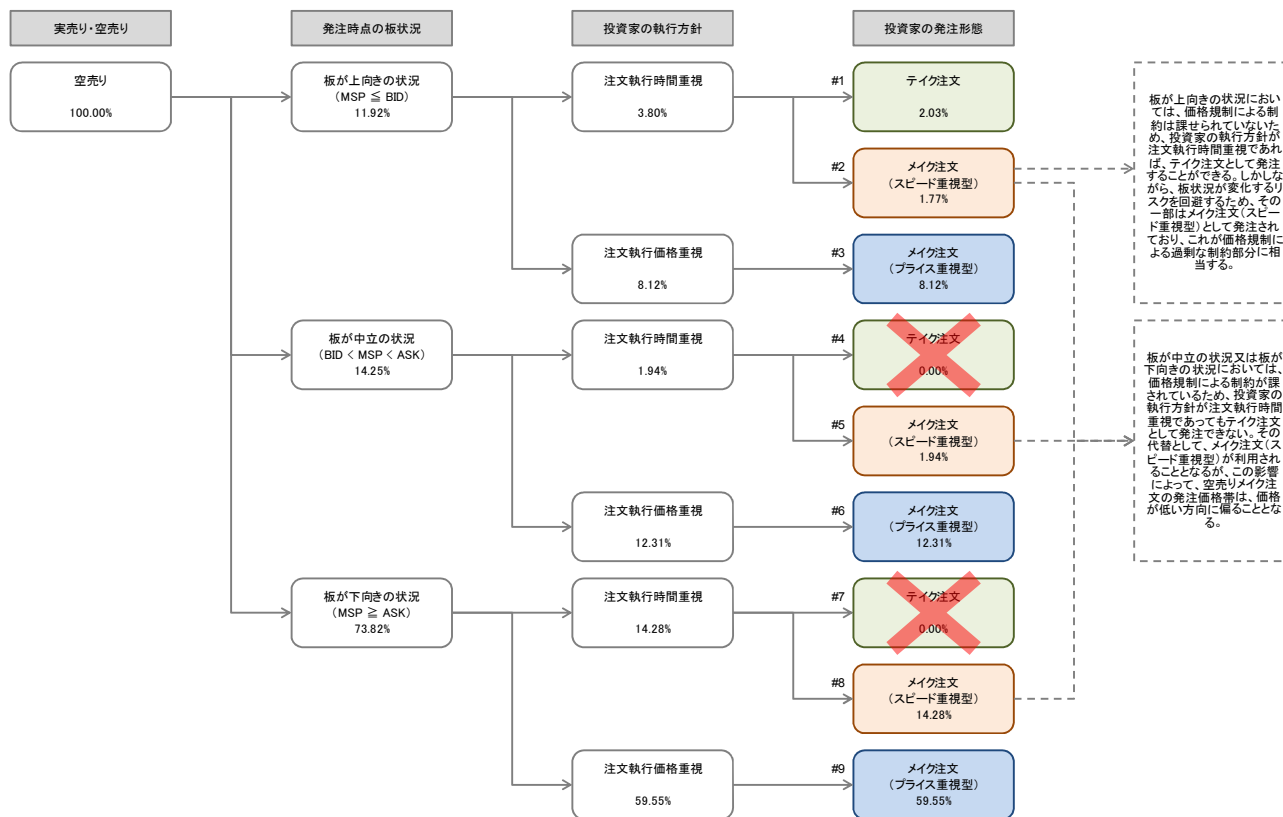 実売り・空売り
発注時点の板状況
投資家の執行方針
投資家の発注形態
空売り
100.00%
板が上向きの状況
(MSP ≦ BID)
11.92%
注文執行時間重視
3.80%
#1
テイク注文
2.03%
#2
メイク注文
(スピード重視型)
1.77%
注文執行価格重視
8.12%
#3
メイク注文
(プライス重視型)
8.12%
板が中立の状況
(BID < MSP < ASK)
14.25%
注文執行時間重視
1.94%
#4
テイク注文
0.00%
#5
メイク注文
(スピード重視型)
1.94%
注文執行価格重視
12.31%
#6
メイク注文
(プライス重視型)
12.31%
板が下向きの状況
(MSP ≧ ASK)
73.82%
注文執行時間重視
14.28%
#7
テイク注文
0.00%
#8
メイク注文
(スピード重視型)
14.28%
注文執行価格重視
59.55%
#9
メイク注文
(プライス重視型)
59.55%
板が上向きの状況におい
ては、価格規制による制
約は課せられていないた
め、投資家の執行方針が
注文執行時間重視であれ
ば、テイク注文として発注
することができる。しかしな
がら、板状況が変化するリ
スクを回避するため、その
一部はメイク注文(スピー
ド重視型)として発注され
ており、これが価格規制に
よる過剰な制約部分に相
当する。
板が中立の状況又は板が
下向きの状況においては、
価格規制による制約が課
されているため、投資家の
執行方針が注文執行時間
重視であってもテイク注文
として発注できない。その
代替として、メイク注文(ス
ピード重視型)が利用され
ることとなるが、この影響
によって、空売りメイク注
文の発注価格帯は、価格
が低い方向に偏ることとな
る。